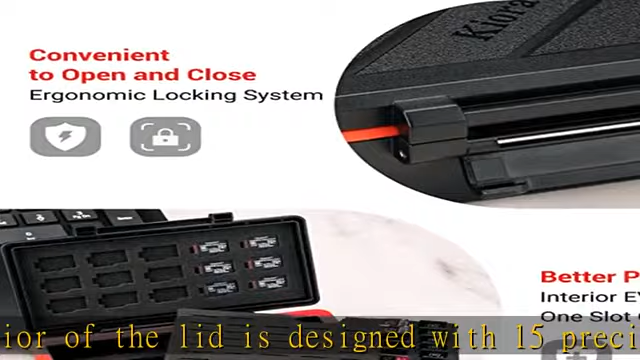 Kiora
Convenient
to Open and Close
Ergonomic Locking System
Better P
Interior E
One Slot
ior of the lid is designed with 15 preci